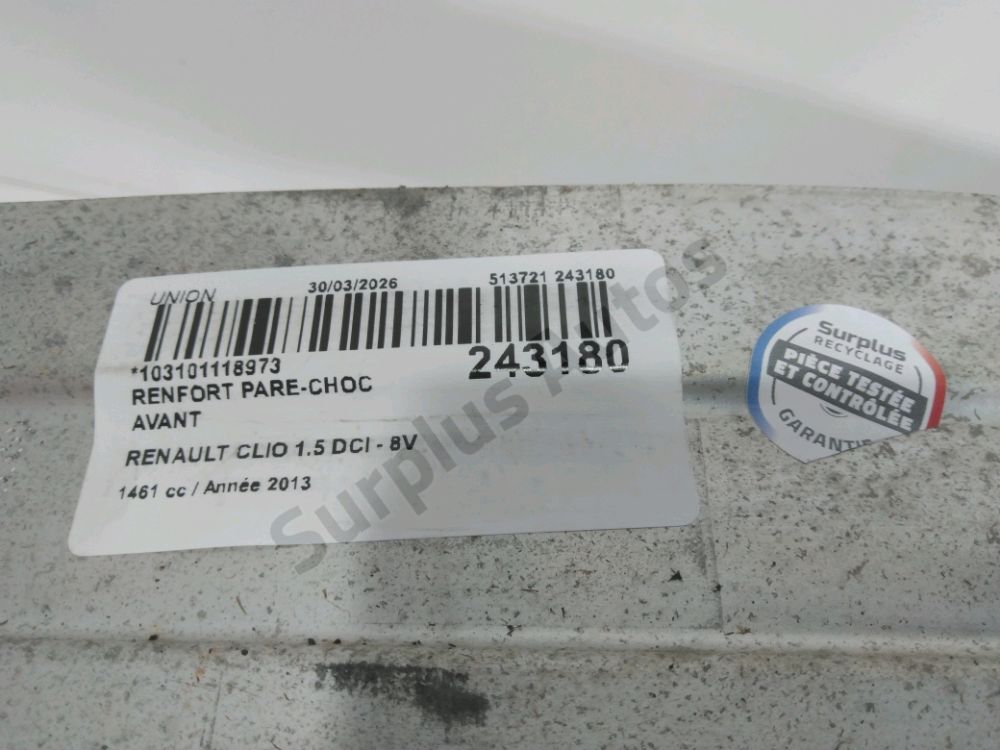 UNION 30/03/2026 513721 243180
*103101118973 243180
RENFORT PARE-CHOC
AVANT
RENAULT CLIO 1.5 DCI - 8V
1461 cc / Année 2013
Surplus
RECYCLAGE
PIÈCE TESTÉE
ET CONTRÔLÉE
GARANTIE
Surplus Autos